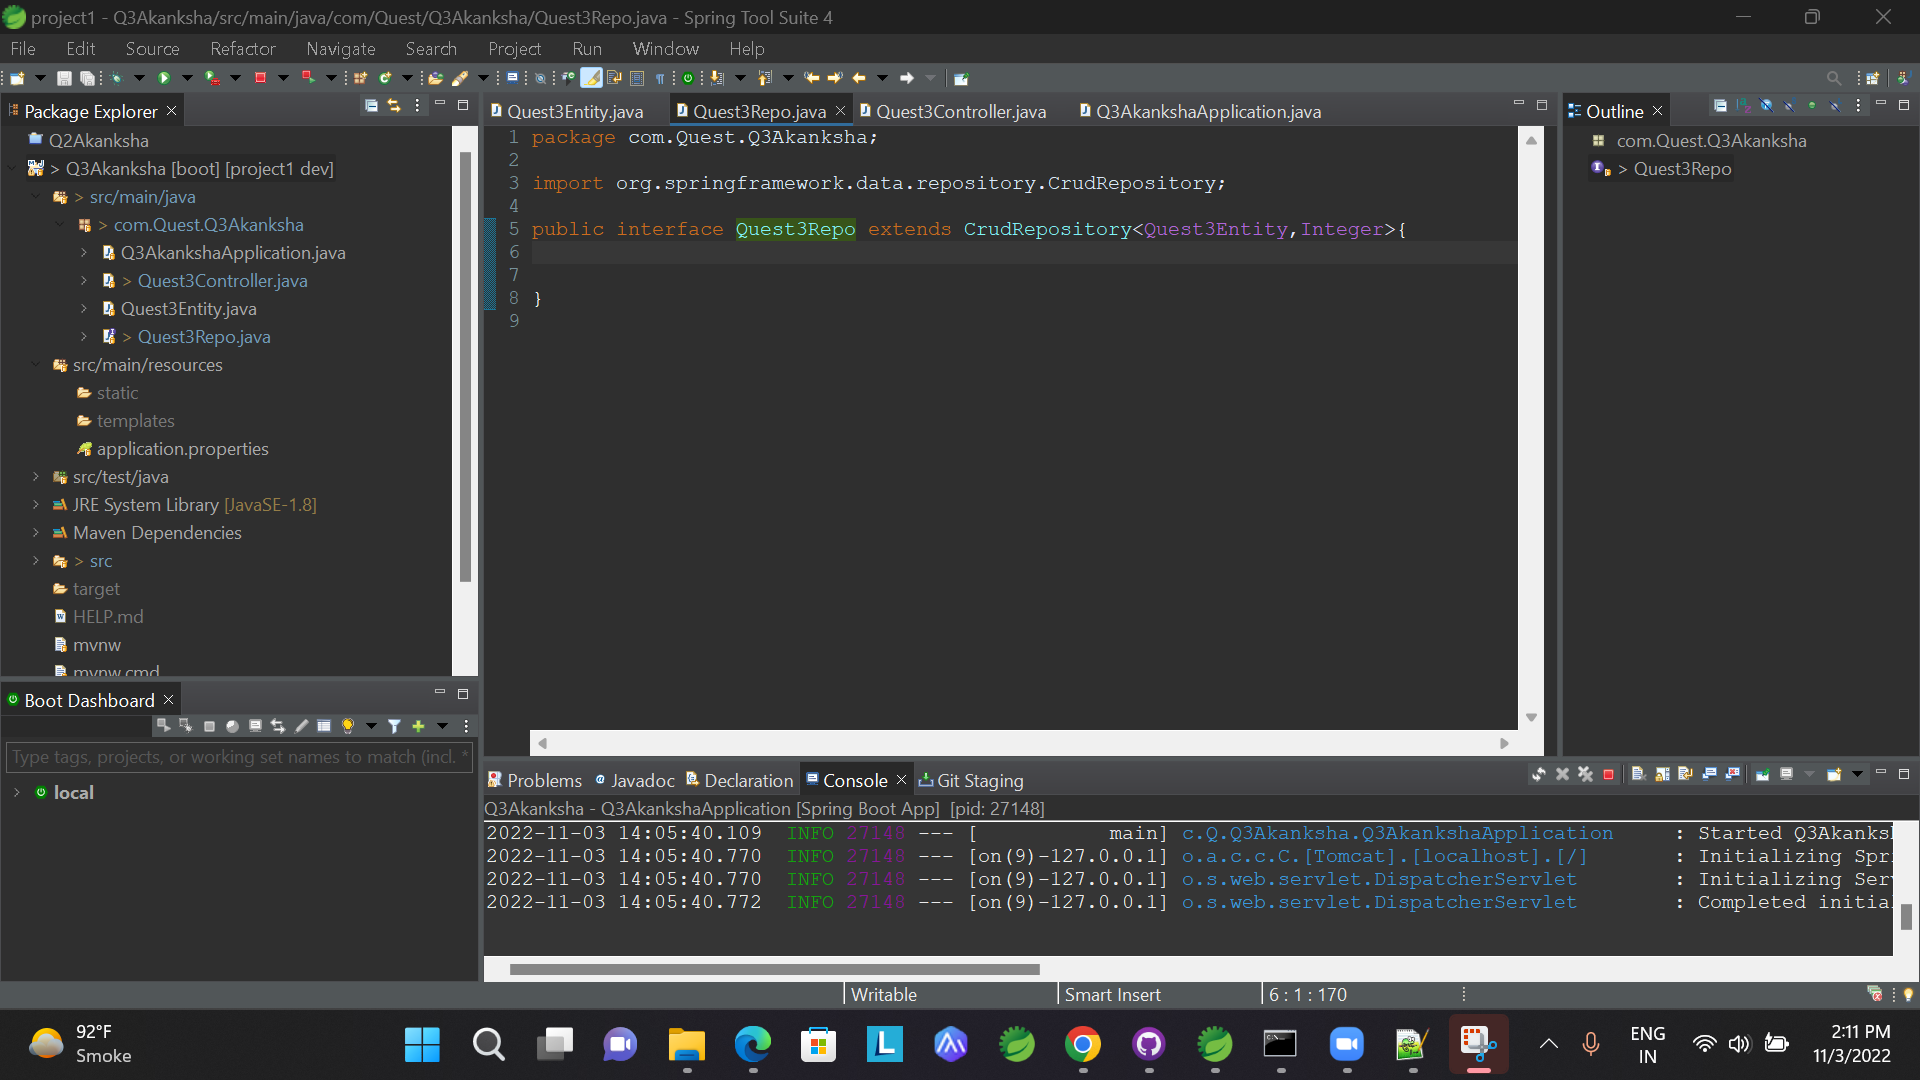 project1 - Q3Akanksha/src/main/java/com/Quest/Q3Akanksha/Quest3Repo.java - Spring Tool Suite 4
File Edit Source Refactor Navigate Search Project Run Window Help
Package Explorer
Q2Akanksha
> Q3Akanksha [boot] [project1 dev]
> src/main/java
> com.Quest.Q3Akanksha
Q3AkankshaApplication.java
> Quest3Controller.java
Quest3Entity.java
> Quest3Repo.java
src/main/resources
static
templates
application.properties
src/test/java
JRE System Library [JavaSE-1.8]
Maven Dependencies
> src
target
HELP.md
mvnw
mvnw.cmd
Boot Dashboard
Type tags, projects, or working set names to match (incl. *
local
Quest3Entity.java Quest3Repo.java Quest3Controller.java Q3AkankshaApplication.java
1 package com.Quest.Q3Akanksha;
2
3 import org.springframework.data.repository.CrudRepository;
4
5 public interface Quest3Repo extends CrudRepository<Quest3Entity,Integer>{
6
7
8 }
9
Outline
com.Quest.Q3Akanksha
> Quest3Repo
Problems @ Javadoc Declaration Console Git Staging
Q3Akanksha - Q3AkankshaApplication [Spring Boot App] [pid: 27148]
2022-11-03 14:05:40.109 INFO 27148 --- [ main] c.Q.Q3Akanksha.Q3AkankshaApplication : Started Q3Akanksh
2022-11-03 14:05:40.770 INFO 27148 --- [on(9)-127.0.0.1] o.a.c.c.C.[Tomcat].[localhost].[/] : Initializing Spri
2022-11-03 14:05:40.770 INFO 27148 --- [on(9)-127.0.0.1] o.s.web.servlet.DispatcherServlet : Initializing Serv
2022-11-03 14:05:40.772 INFO 27148 --- [on(9)-127.0.0.1] o.s.web.servlet.DispatcherServlet : Completed initia
Writable Smart Insert 6 : 1 : 170
92°F
Smoke
L
ENG
IN
2:11 PM
11/3/2022